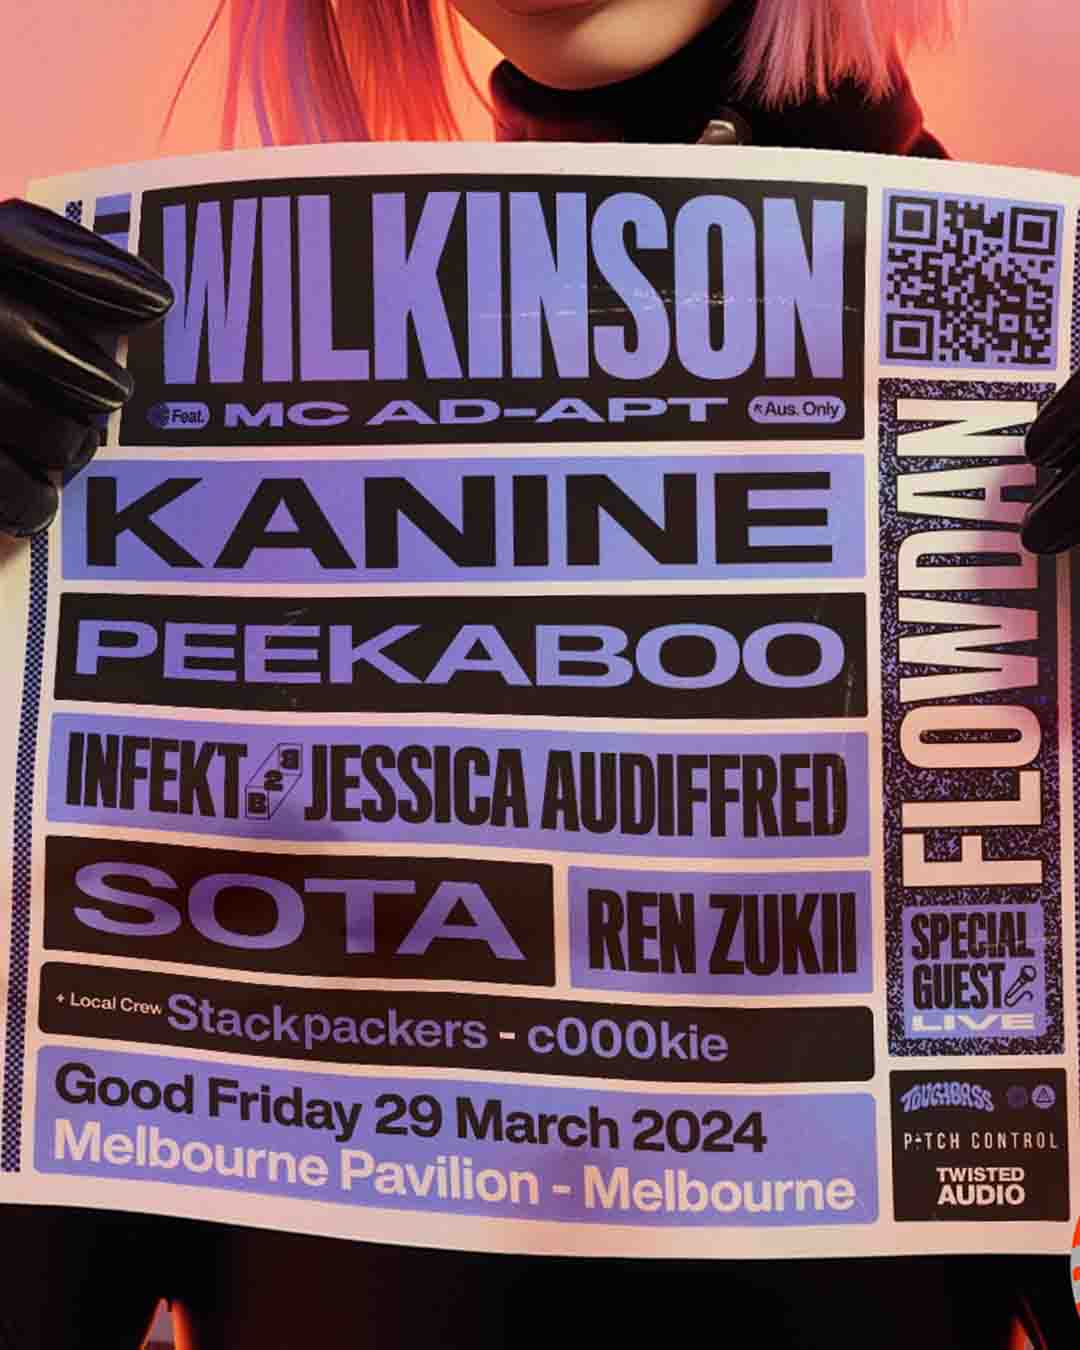 WILKINSON
Feat. MC AD-APT Aus. Only
KANINE
PEEKABOO
INFEKT B2B JESSICA AUDIFFRED
SOTA
REN ZUKII
+ Local Crew Stackpackers - c000kie
Good Friday 29 March 2024
Melbourne Pavilion - Melbourne
FLOWDAN
SPECIAL
GUEST
LIVE
TOUGHBASS
PITCH CONTROL
TWISTED
AUDIO